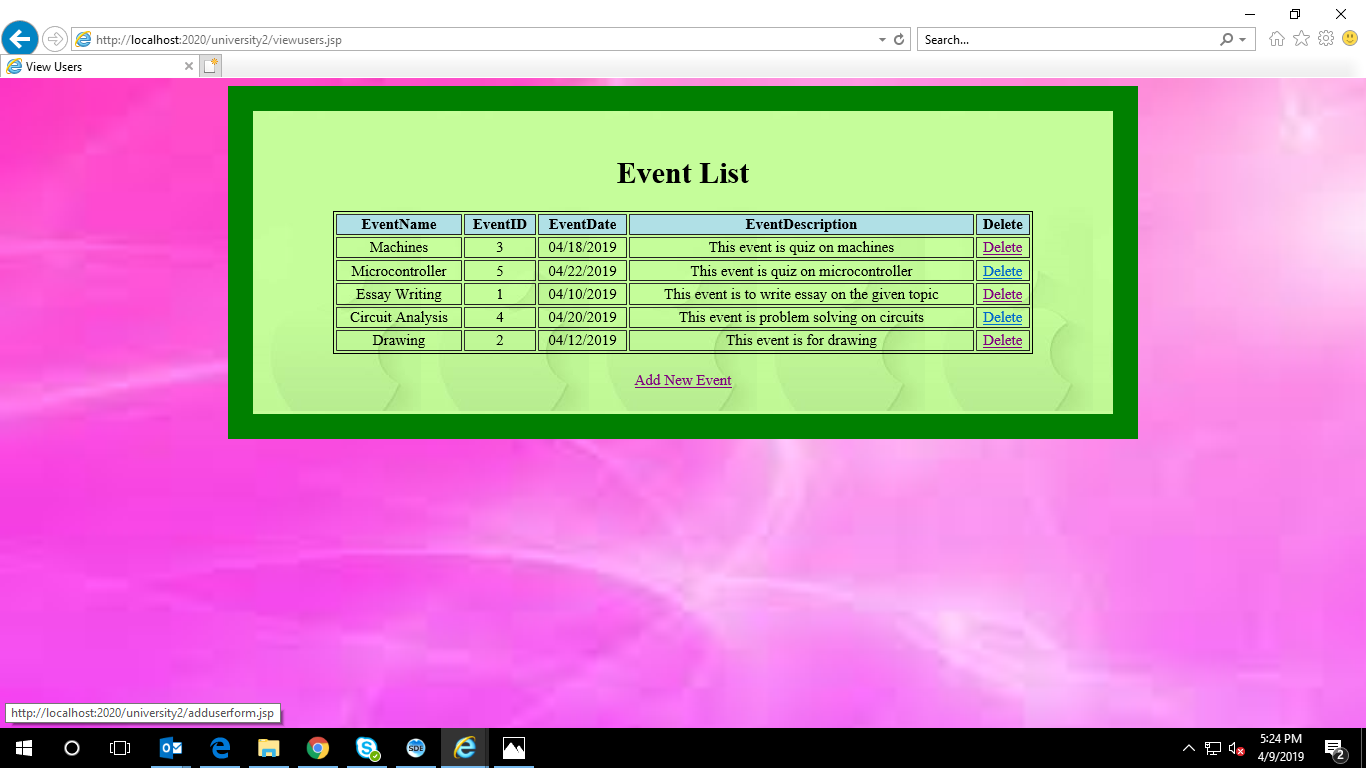 http://localhost:2020/university2/viewusers.jsp
Search...
View Users
Event List
EventName EventID EventDate EventDescription Delete
Machines 3 04/18/2019 This event is quiz on machines Delete
Microcontroller 5 04/22/2019 This event is quiz on microcontroller Delete
Essay Writing 1 04/10/2019 This event is to write essay on the given topic Delete
Circuit Analysis 4 04/20/2019 This event is problem solving on circuits Delete
Drawing 2 04/12/2019 This event is for drawing Delete
Add New Event
http://localhost:2020/university2/adduserform.jsp
SDE
5:24 PM
4/9/2019
2